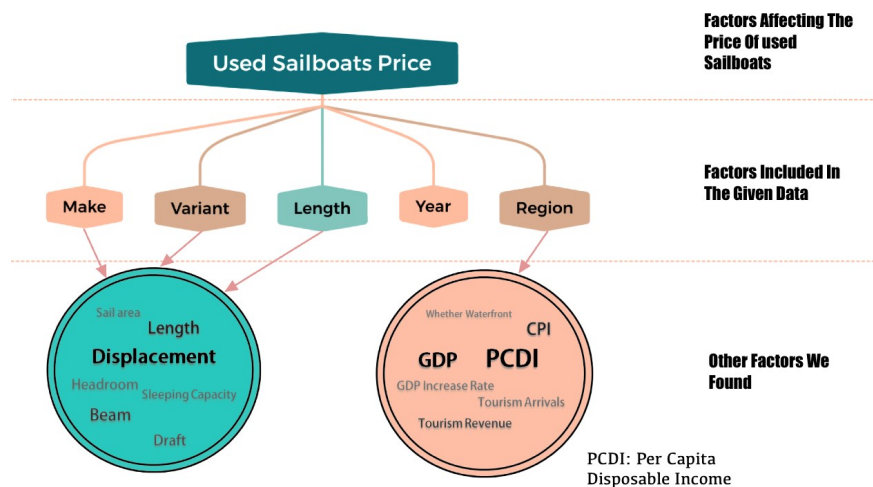 Factors Affecting The
Price Of used
Sailboats
Used Sailboats Price
Factors Included In
The Given Data
Make
Variant
Length
Year
Region
Sail area
Length
Displacement
Headroom
Sleeping Capacity
Beam
Draft
Whether Waterfront
CPI
GDP
PCDI
GDP Increase Rate
Tourism Arrivals
Tourism Revenue
Other Factors We
Found
PCDI: Per Capita
Disposable Income